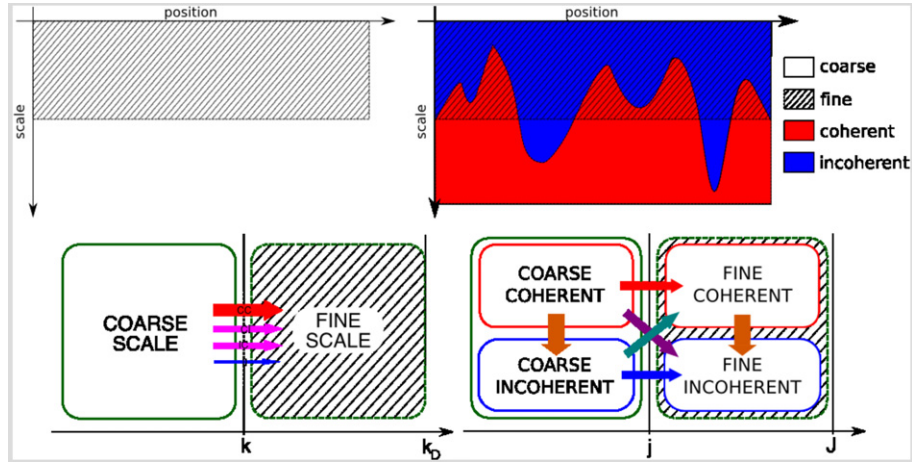 position
position
scale
scale
coarse
fine
coherent
incoherent
COARSE
SCALE
FINE
SCALE
k
k_D
COARSE
COHERENT
FINE
COHERENT
COARSE
INCOHERENT
FINE
INCOHERENT
j
J